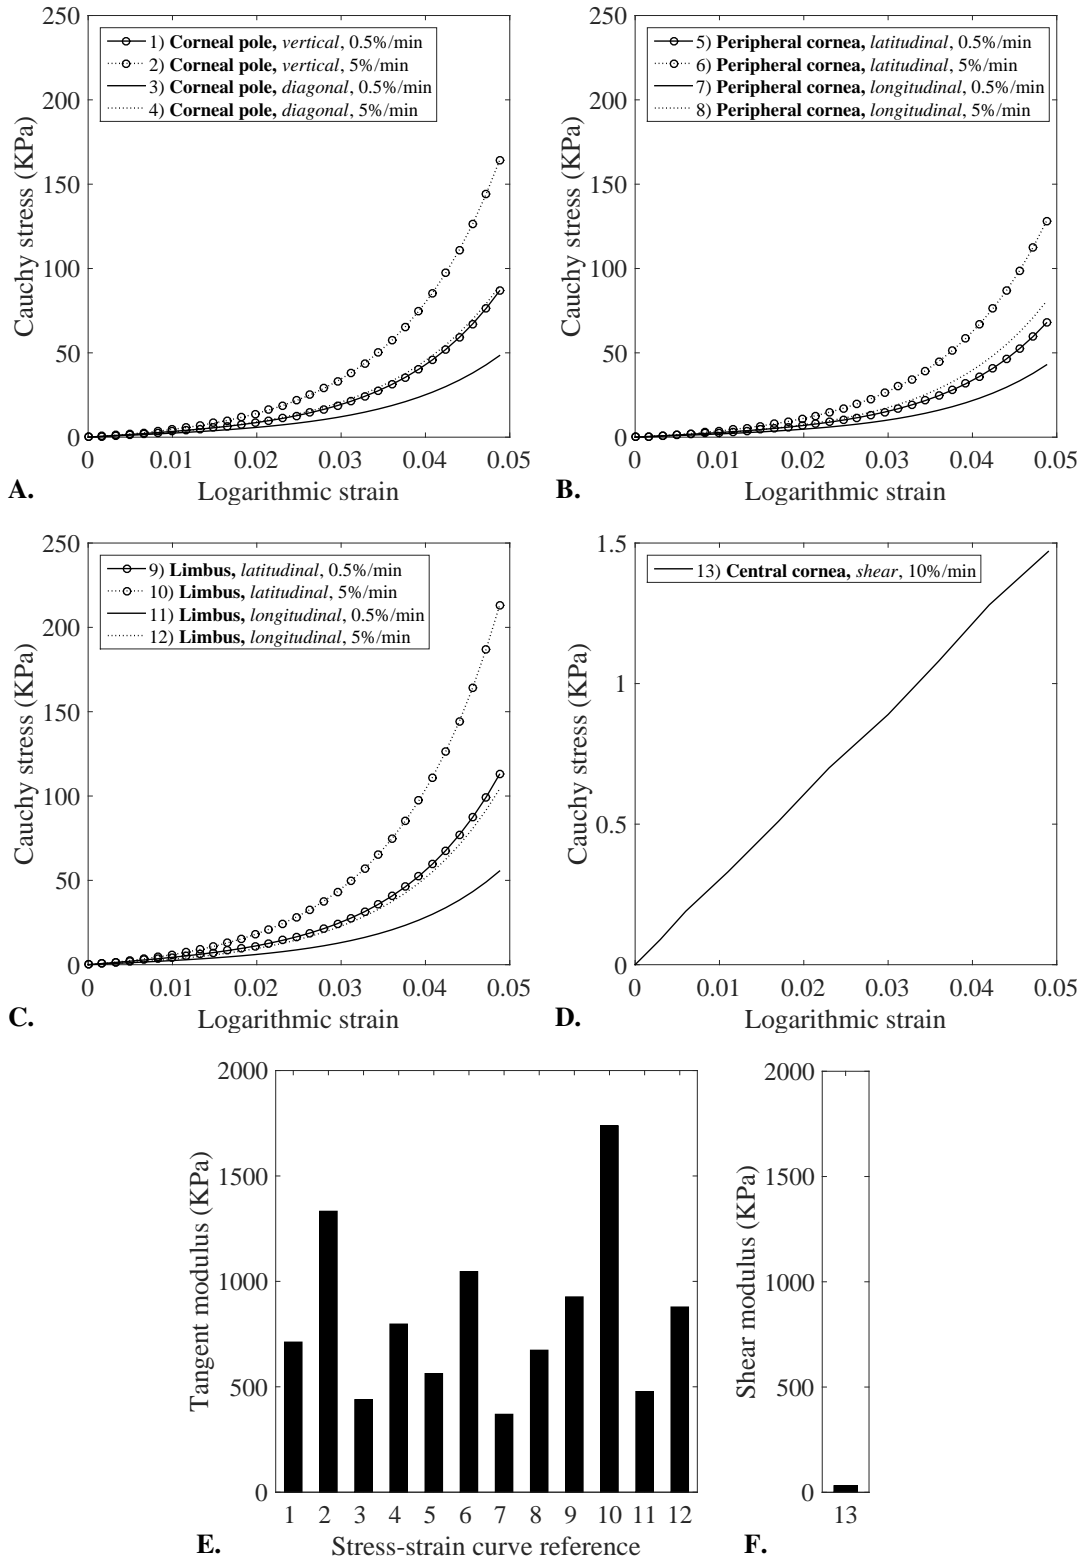 1) Corneal pole, vertical, 0.5%/min
2) Corneal pole, vertical, 5%/min
3) Corneal pole, diagonal, 0.5%/min
4) Corneal pole, diagonal, 5%/min
250
200
150
100
50
0
Cauchy stress (KPa)
0 0.01 0.02 0.03 0.04 0.05
Logarithmic strain
A.
5) Peripheral cornea, latitudinal, 0.5%/min
6) Peripheral cornea, latitudinal, 5%/min
7) Peripheral cornea, longitudinal, 0.5%/min
8) Peripheral cornea, longitudinal, 5%/min
250
200
150
100
50
0
Cauchy stress (KPa)
0 0.01 0.02 0.03 0.04 0.05
Logarithmic strain
B.
9) Limbus, latitudinal, 0.5%/min
10) Limbus, latitudinal, 5%/min
11) Limbus, longitudinal, 0.5%/min
12) Limbus, longitudinal, 5%/min
250
200
150
100
50
0
Cauchy stress (KPa)
0 0.01 0.02 0.03 0.04 0.05
Logarithmic strain
C.
13) Central cornea, shear, 10%/min
1.5
1
0.5
0
Cauchy stress (KPa)
0 0.01 0.02 0.03 0.04 0.05
Logarithmic strain
D.
2000
1500
1000
500
0
Tangent modulus (KPa)
1 2 3 4 5 6 7 8 9 10 11 12
Stress-strain curve reference
E.
2000
1500
1000
500
0
Shear modulus (KPa)
13
F.